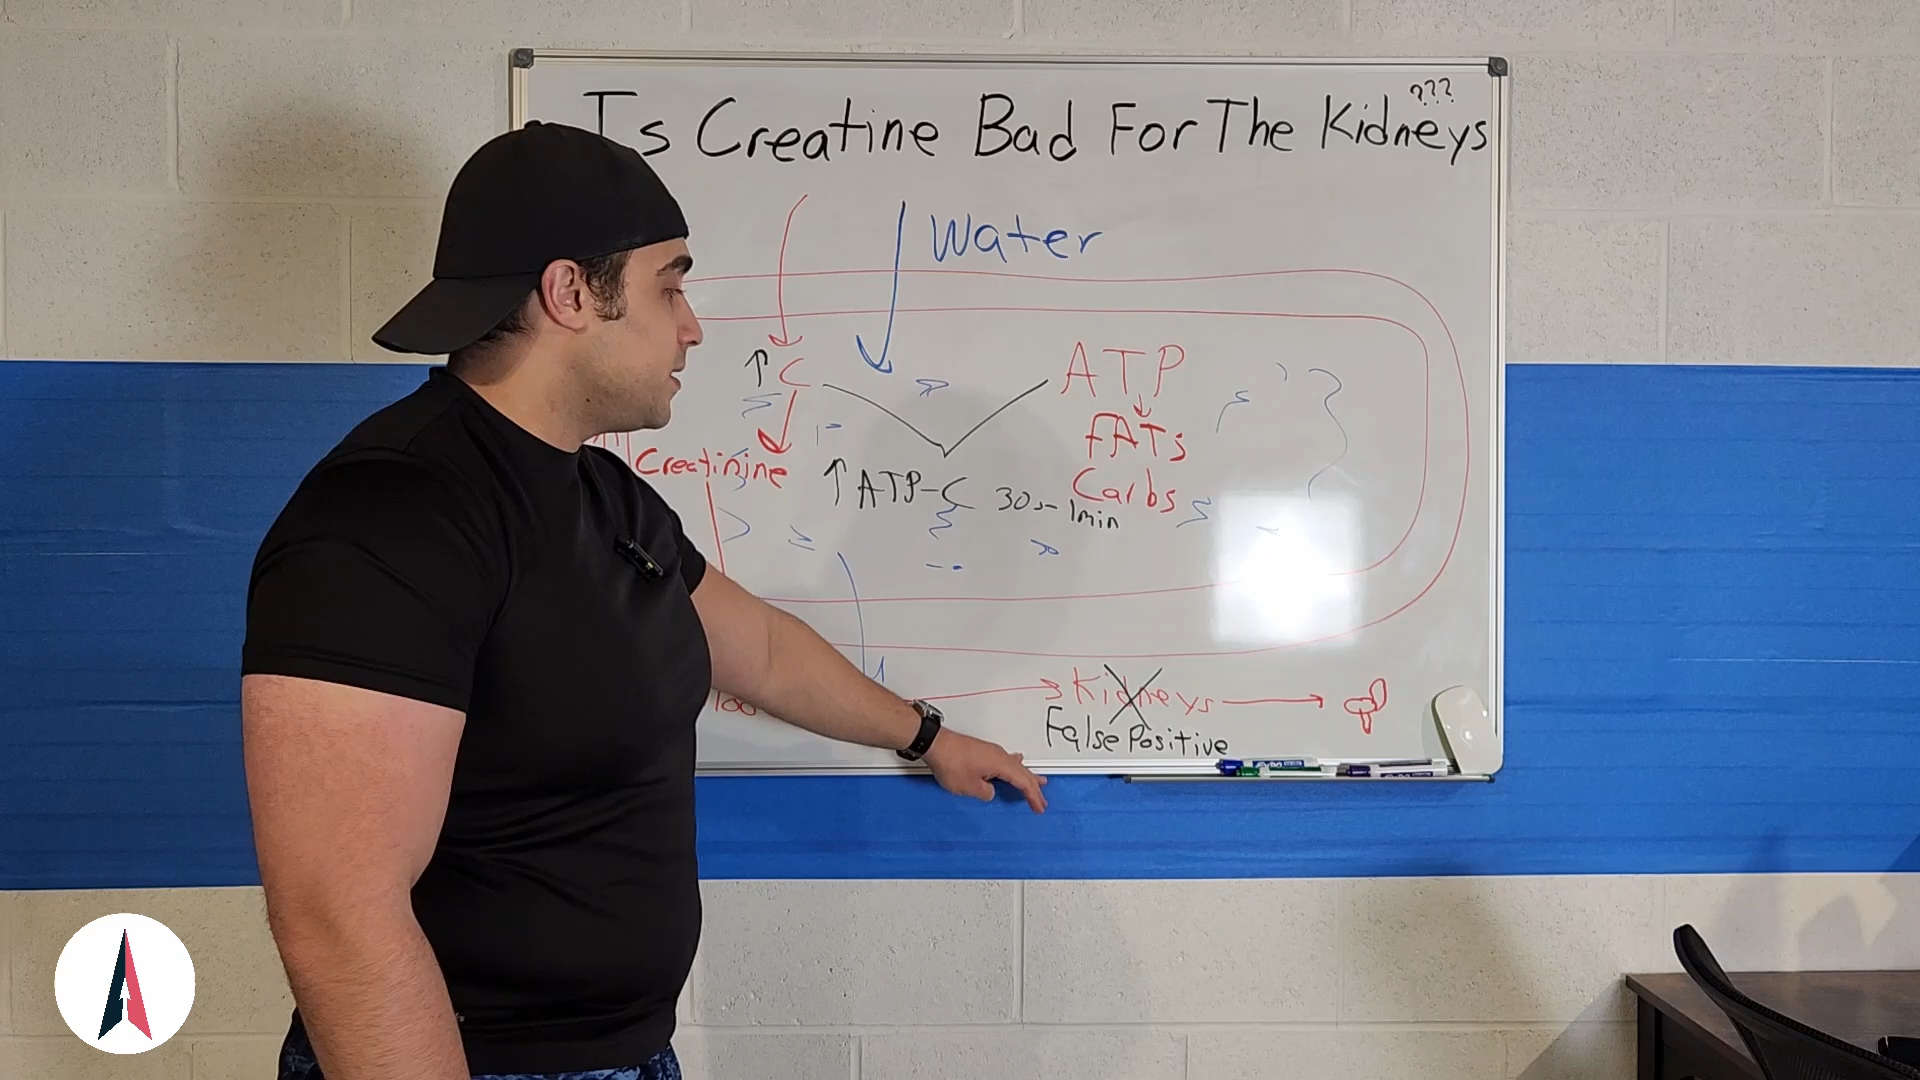 Is Creatine Bad For The Kidneys
???
Water
↑ C
ATP
FATs
Creatinine
↑ATP-C 30s-1min
Carbs
Kidneys
False Positive